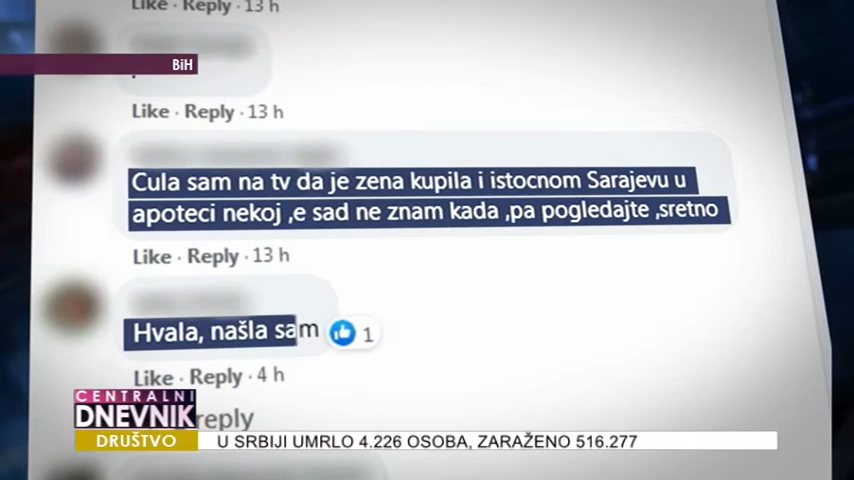 Like · Reply · 13 h
BiH
Like · Reply · 13 h
Cula sam na tv da je zena kupila i istocnom Sarajevu u
apoteci nekoj ,e sad ne znam kada ,pa pogledajte ,sretno
Like · Reply · 13 h
Hvala, našla sam
1
Like · Reply · 4 h
CENTRALNI
DNEVNIK
reply
DRUŠTVO
U SRBIJI UMRLO 4.226 OSOBA, ZARAŽENO 516.277